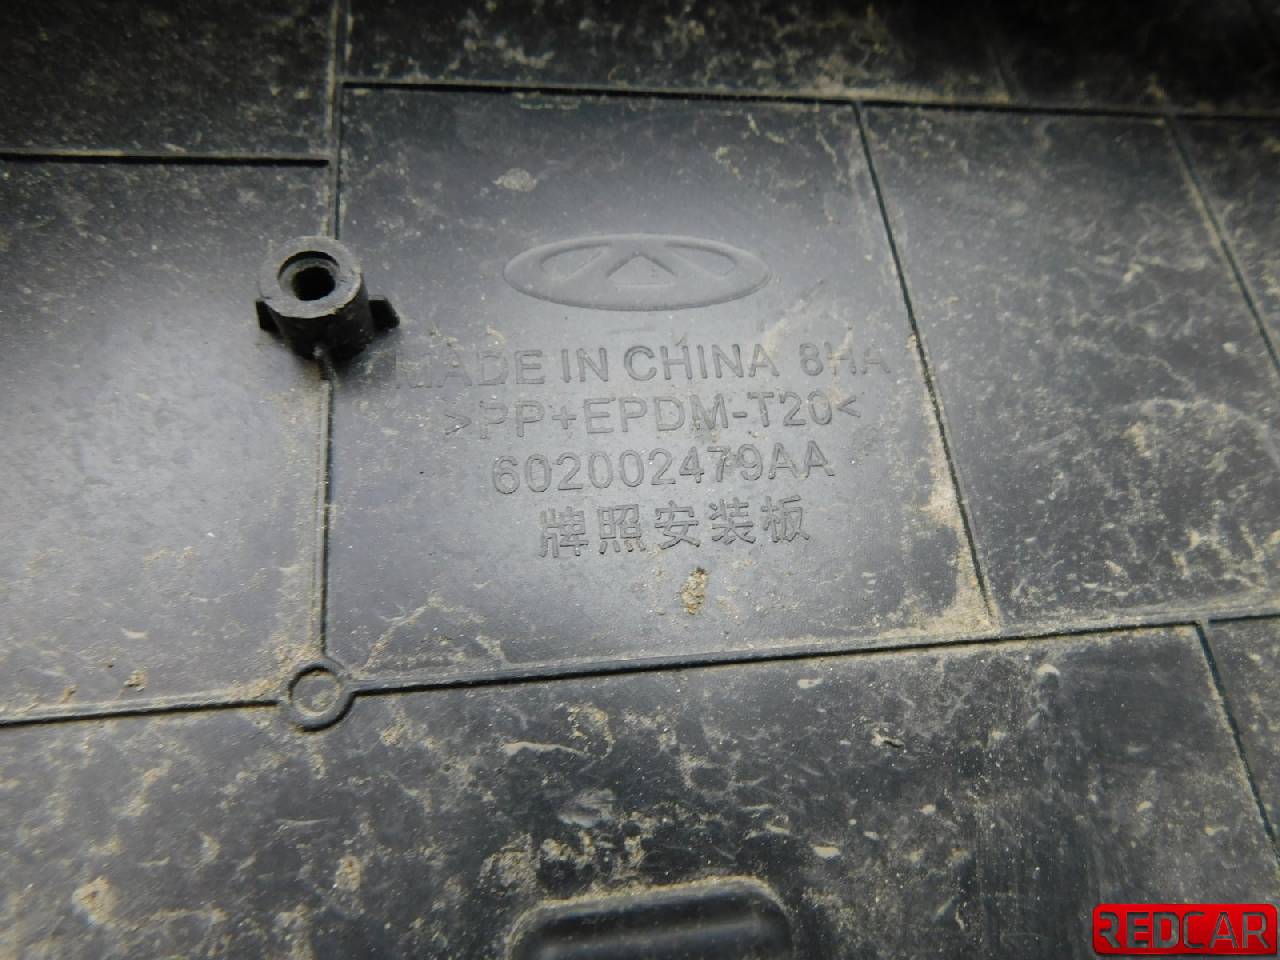 MADE IN CHINA 8HA
>PP+EPDM-T20<
602002479AA
牌照安装板
REDCAR